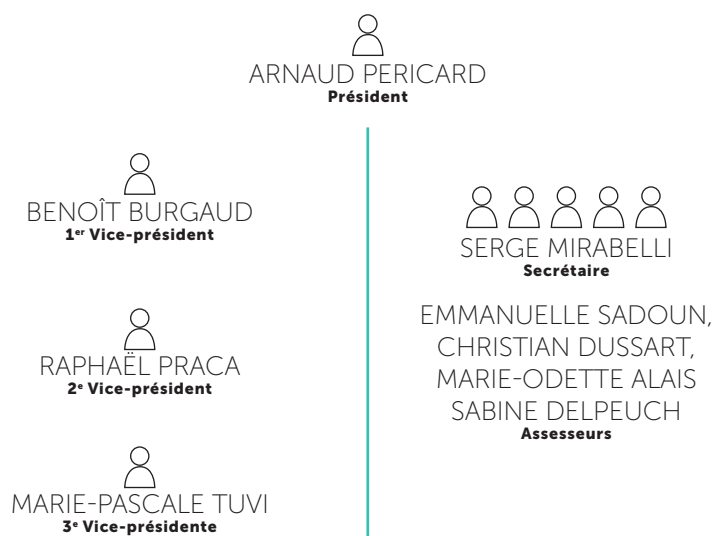 ARNAUD PERICARD
Président
BENOÎT BURGAUD
1er Vice-président
RAPHAËL PRACA
2e Vice-président
MARIE-PASCALE TUVI
3e Vice-présidente
SERGE MIRABELLI
Secrétaire
EMMANUELLE SADOUN,
CHRISTIAN DUSSART,
MARIE-ODETTE ALAIS
SABINE DELPEUCH
Assesseurs